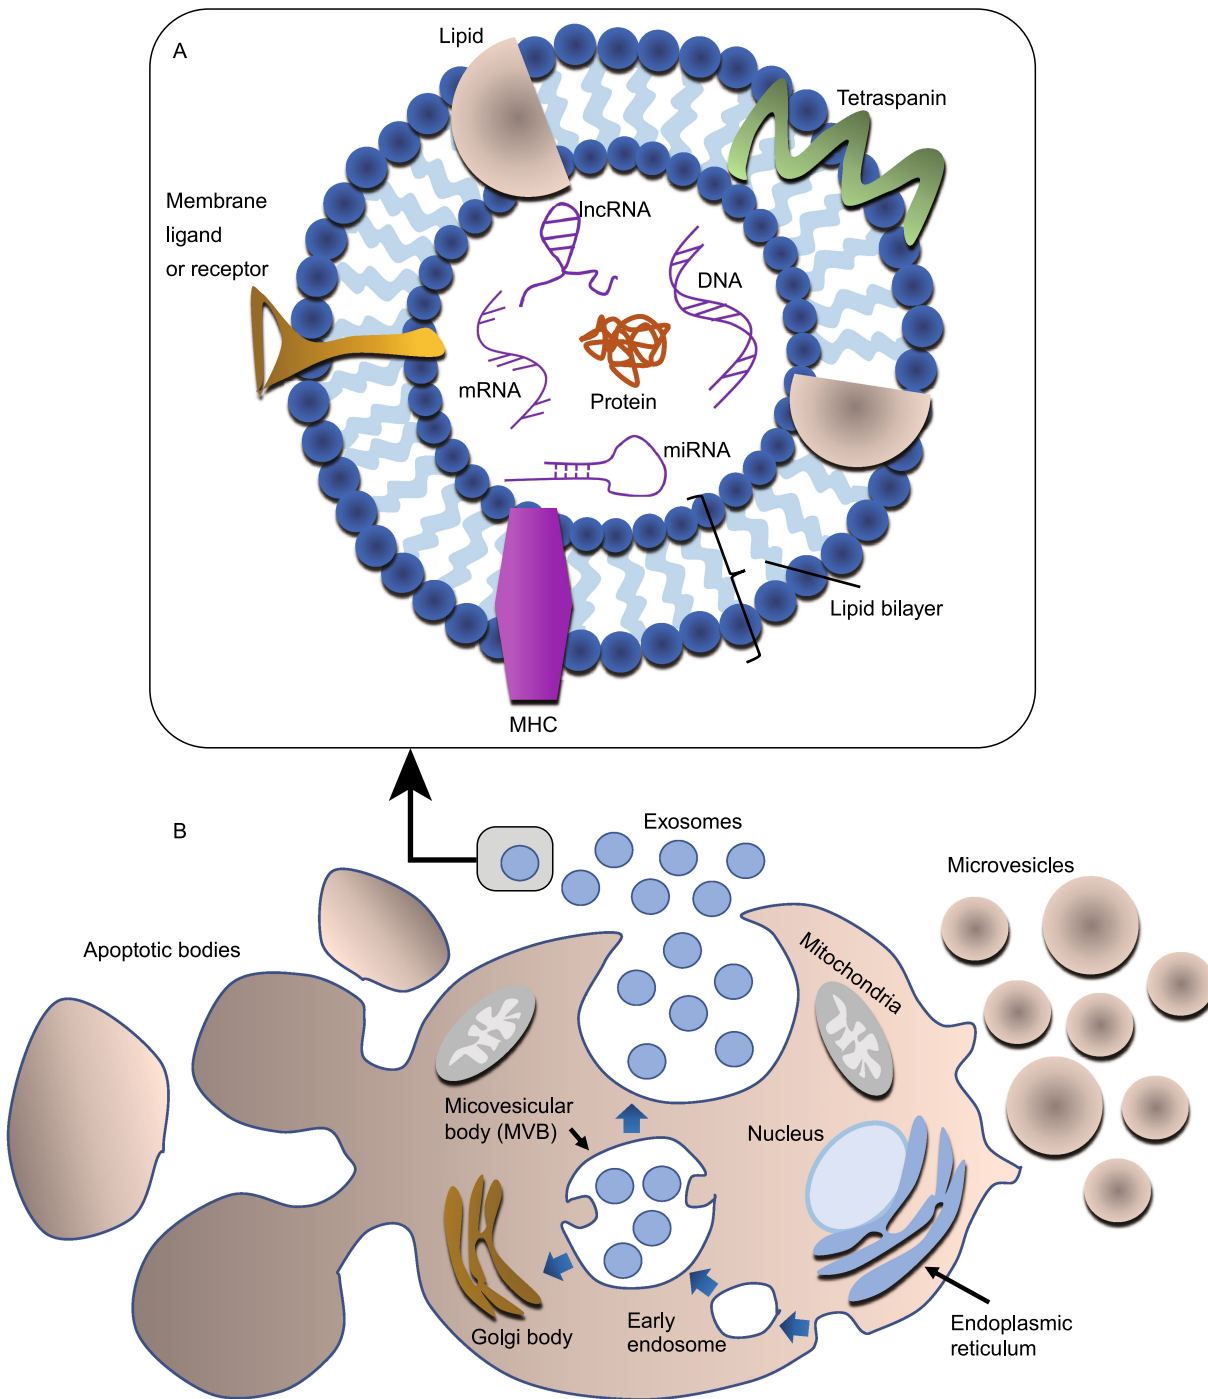 A
Lipid
Tetraspanin
Membrane
ligand
or receptor
lncRNA
DNA
mRNA
Protein
miRNA
Lipid bilayer
MHC
B
Exosomes
Microvesicles
Apoptotic bodies
Mitochondria
Micovesicular
body (MVB)
Nucleus
Golgi body
Early
endosome
Endoplasmic
reticulum